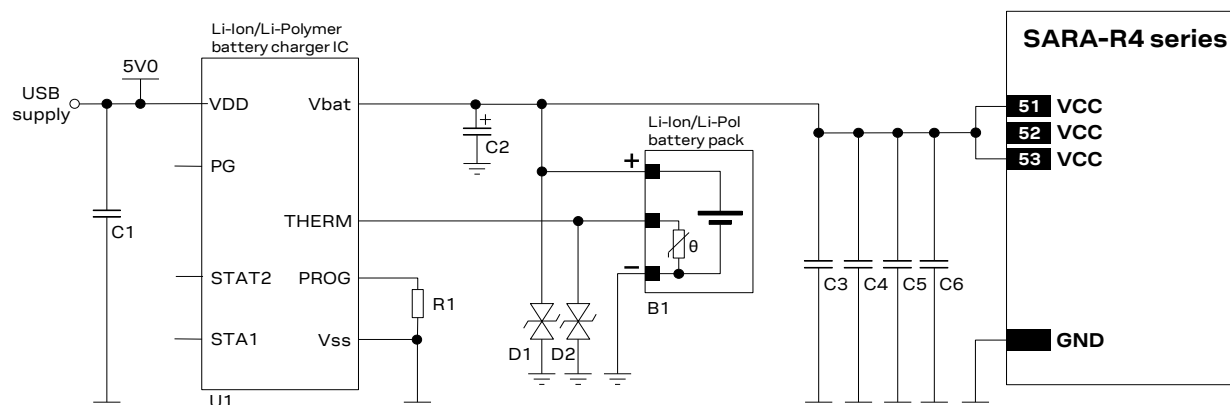 Li-Ion/Li-Polymer
battery charger IC
5V0
USB
supply
VDD
Vbat
PG
THERM
STAT2
PROG
STA1
Vss
U1
C1
C2
R1
D1
D2
Li-Ion/Li-Pol
battery pack
+
θ
–
B1
C3
C4
C5
C6
SARA-R4 series
51 VCC
52 VCC
53 VCC
GND